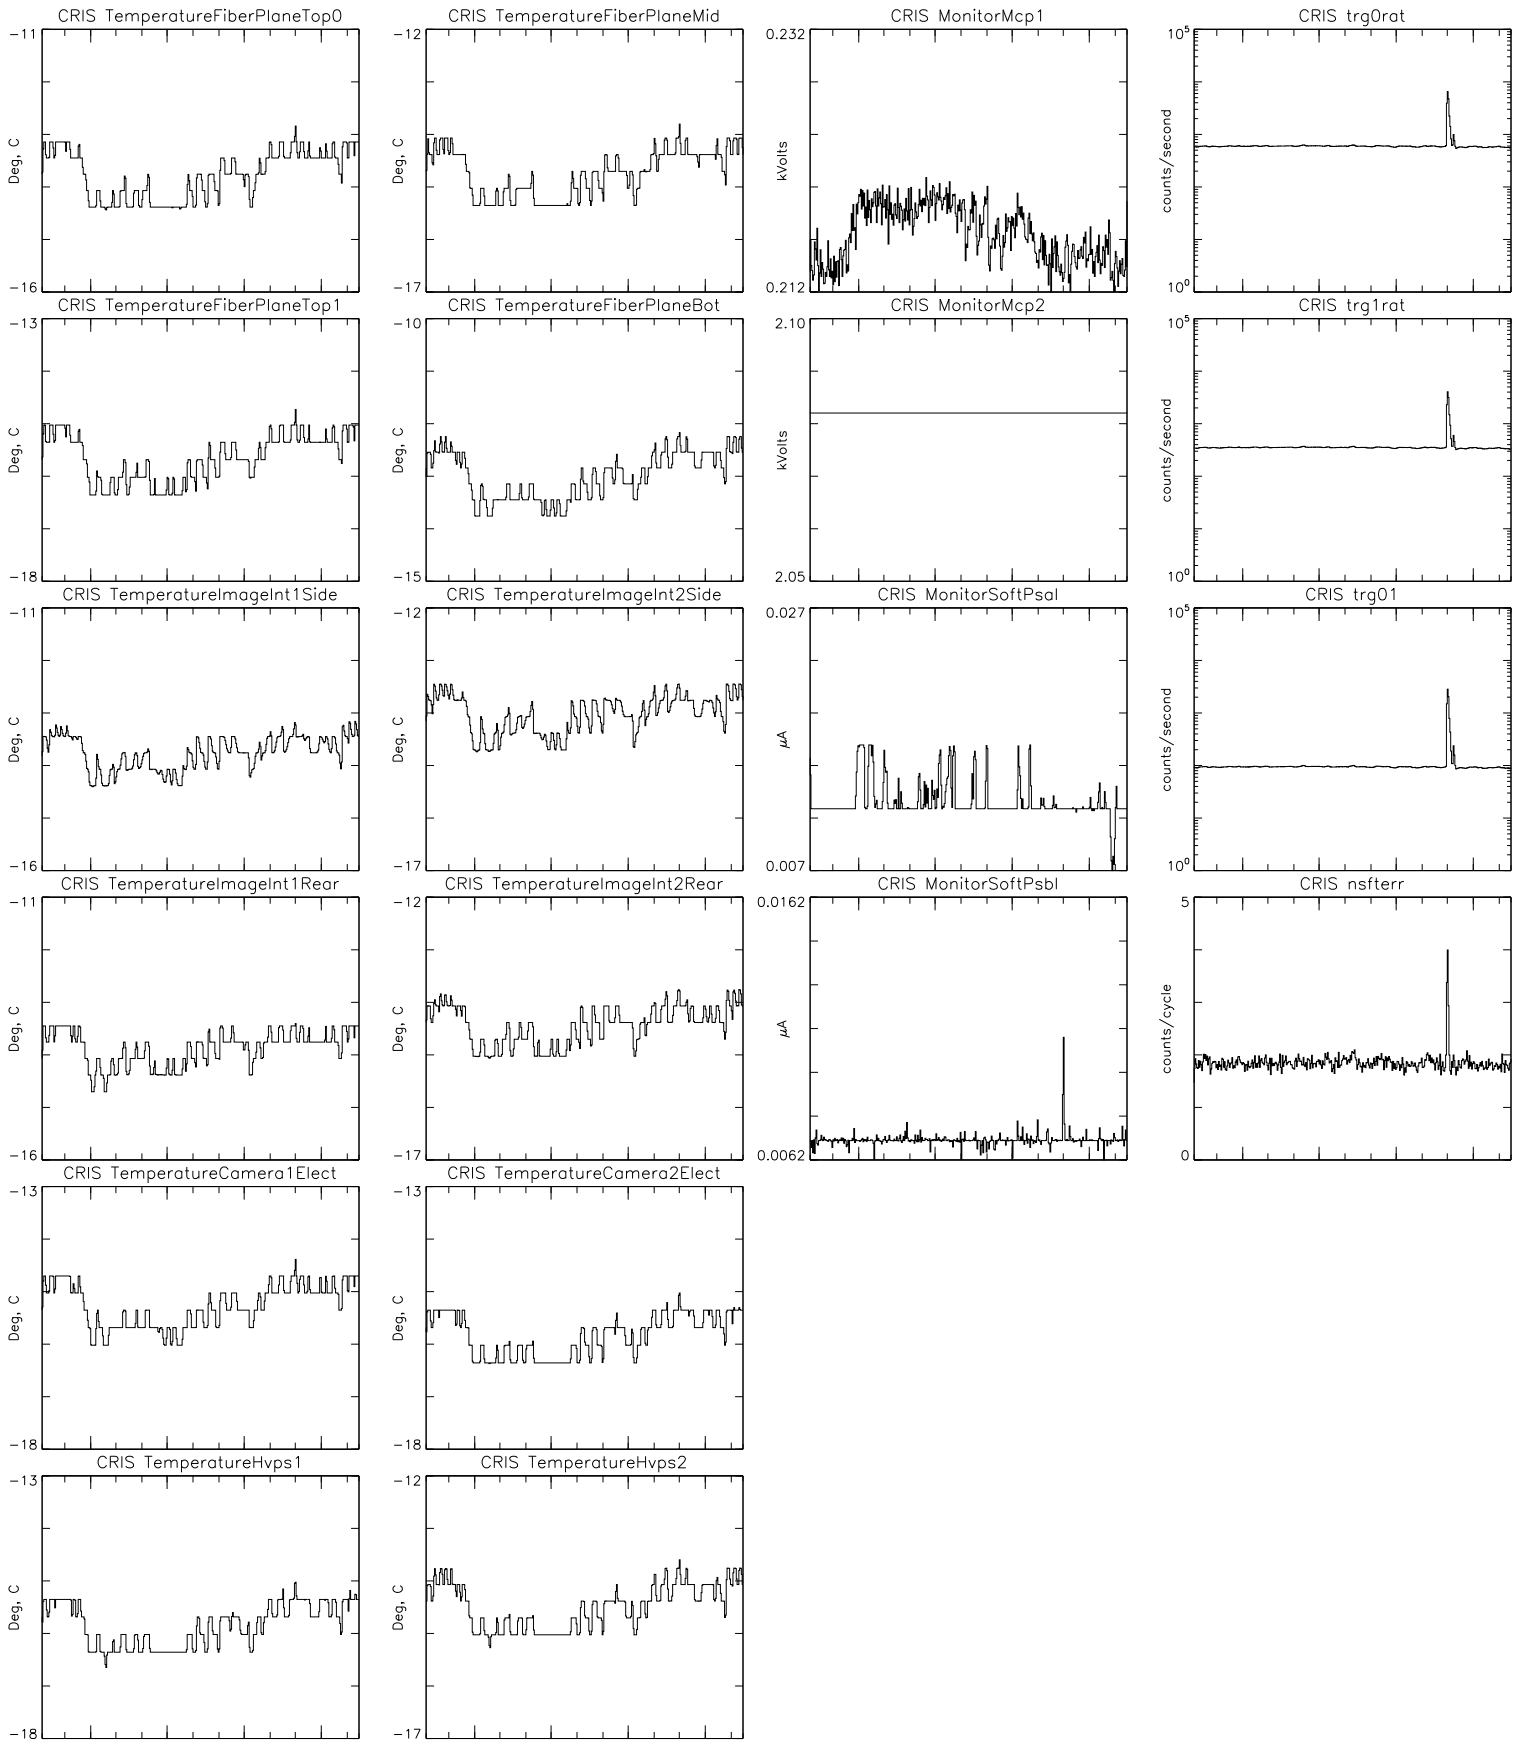 CRIS TemperatureFiberPlaneTop0
-11
Deg, C
-16
CRIS TemperatureFiberPlaneMid
-12
Deg, C
-17
CRIS MonitorMcp1
0.232
kVolts
0.212
CRIS trg0rat
10^5
counts/second
10^0
CRIS TemperatureFiberPlaneTop1
-13
Deg, C
-18
CRIS TemperatureFiberPlaneBot
-10
Deg, C
-15
CRIS MonitorMcp2
2.10
kVolts
2.05
CRIS trg1rat
10^5
counts/second
10^0
CRIS TemperatureImageInt1Side
-11
Deg, C
-16
CRIS TemperatureImageInt2Side
-12
Deg, C
-17
CRIS MonitorSoftPsaI
0.027
μA
0.007
CRIS trg01
10^5
counts/second
10^0
CRIS TemperatureImageInt1Rear
-11
Deg, C
-16
CRIS TemperatureImageInt2Rear
-12
Deg, C
-17
CRIS MonitorSoftPsbI
0.0162
μA
0.0062
CRIS nsfterr
5
counts/cycle
0
CRIS TemperatureCamera1Elect
-13
Deg, C
-18
CRIS TemperatureCamera2Elect
-13
Deg, C
-18
CRIS TemperatureHvps1
-13
Deg, C
-18
CRIS TemperatureHvps2
-12
Deg, C
-17